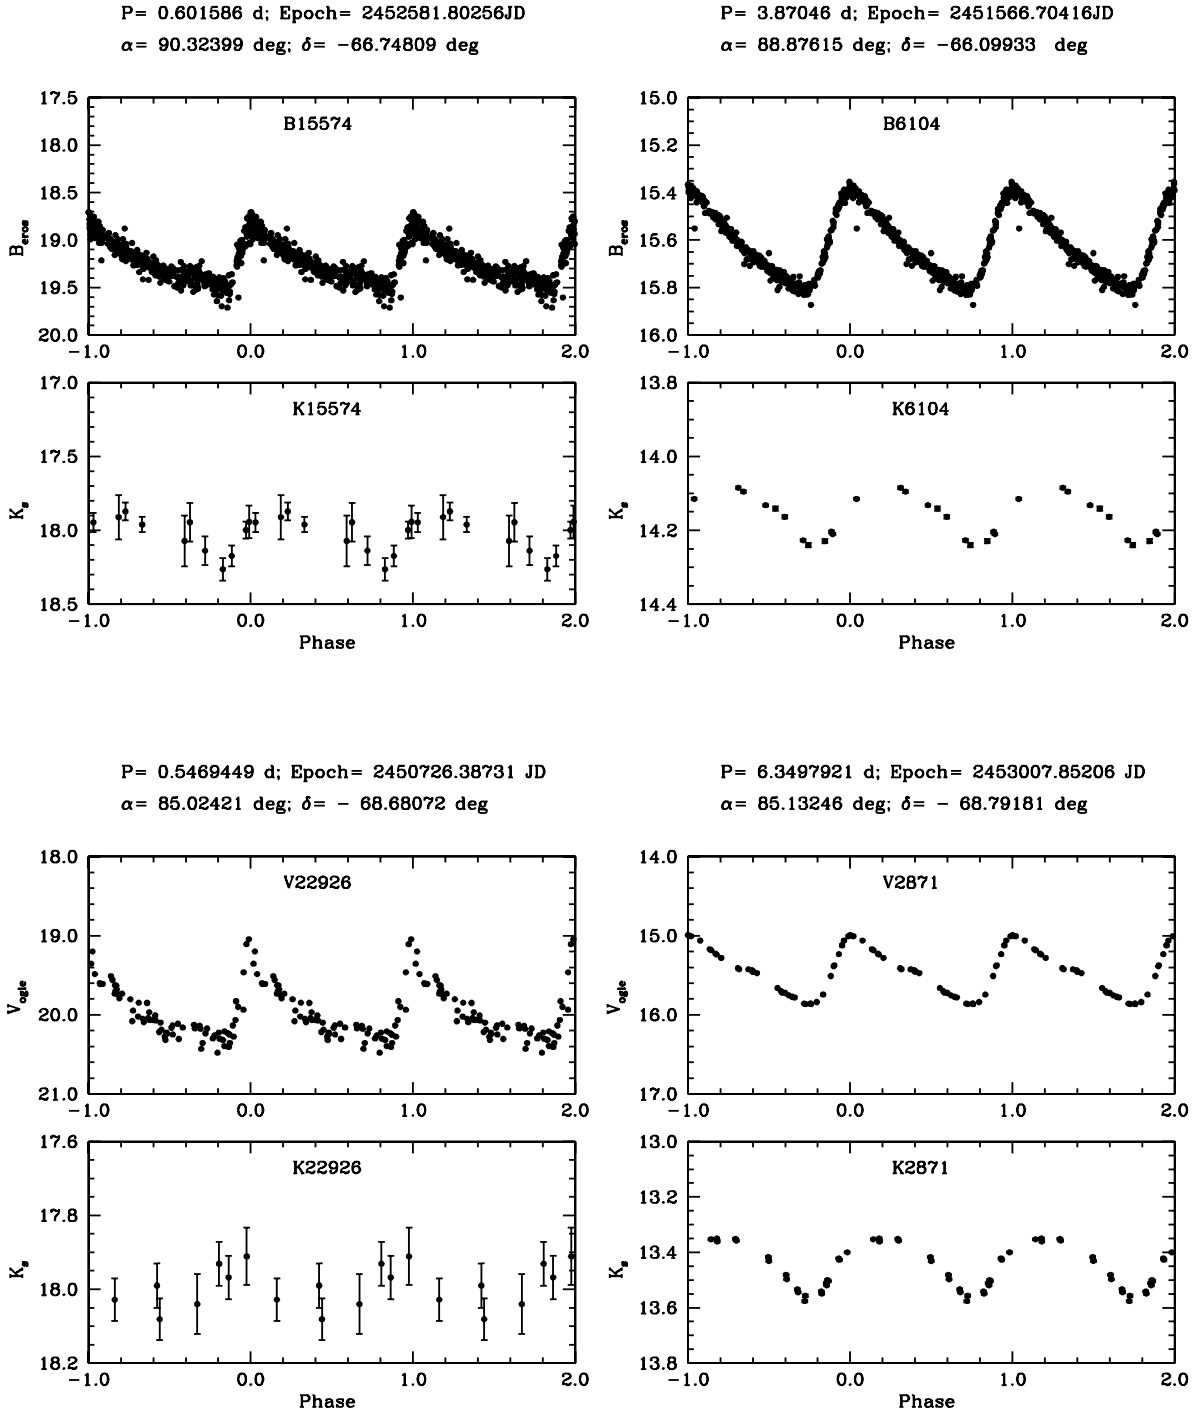 P= 0.601586 d; Epoch= 2452581.80256JD
α= 90.32399 deg; δ= −66.74809 deg
17.5
18.0
18.5
19.0
19.5
20.0
B_eros
B15574
−1.0 0.0 1.0 2.0
17.0
17.5
18.0
18.5
K_s
K15574
−1.0 0.0 1.0 2.0
Phase
P= 3.87046 d; Epoch= 2451566.70416JD
α= 88.87615 deg; δ= −66.09933 deg
15.0
15.2
15.4
15.6
15.8
16.0
B_eros
B6104
−1.0 0.0 1.0 2.0
13.8
14.0
14.2
14.4
K_s
K6104
−1.0 0.0 1.0 2.0
Phase
P= 0.5469449 d; Epoch= 2450726.38731 JD
α= 85.02421 deg; δ= − 68.68072 deg
18.0
19.0
20.0
21.0
V_ogle
V22926
−1.0 0.0 1.0 2.0
17.6
17.8
18.0
18.2
K_s
K22926
−1.0 0.0 1.0 2.0
Phase
P= 6.3497921 d; Epoch= 2453007.85206 JD
α= 85.13246 deg; δ= − 68.79181 deg
14.0
15.0
16.0
17.0
V_ogle
V2871
−1.0 0.0 1.0 2.0
13.0
13.2
13.4
13.6
13.8
K_s
K2871
−1.0 0.0 1.0 2.0
Phase